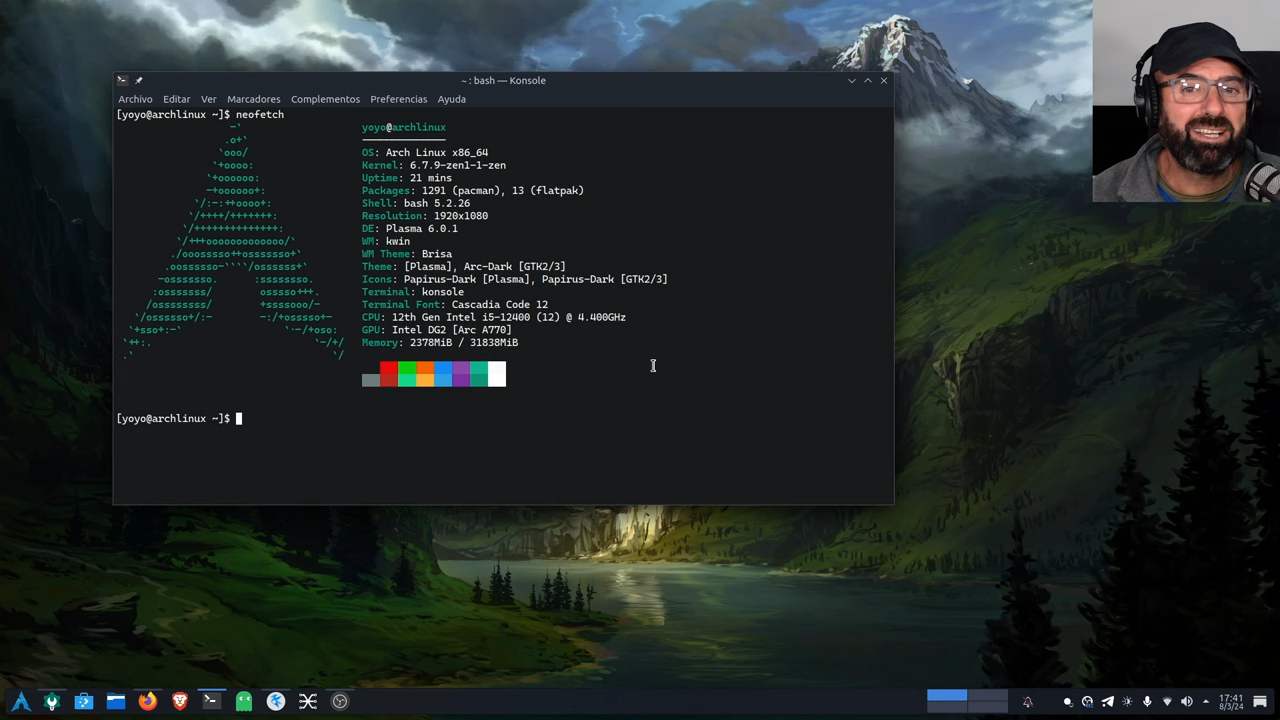 ~ : bash — Konsole
Archivo Editar Ver Marcadores Complementos Preferencias Ayuda
[yoyo@archlinux ~]$ neofetch
yoyo@archlinux
OS: Arch Linux x86_64
Kernel: 6.7.9-zen1-1-zen
Uptime: 21 mins
Packages: 1291 (pacman), 13 (flatpak)
Shell: bash 5.2.26
Resolution: 1920x1080
DE: Plasma 6.0.1
WM: kwin
WM Theme: Brisa
Theme: [Plasma], Arc-Dark [GTK2/3]
Icons: Papirus-Dark [Plasma], Papirus-Dark [GTK2/3]
Terminal: konsole
Terminal Font: Cascadia Code 12
CPU: 12th Gen Intel i5-12400 (12) @ 4.400GHz
GPU: Intel DG2 [Arc A770]
Memory: 2378MiB / 31838MiB
[yoyo@archlinux ~]$
17:41
8/3/24